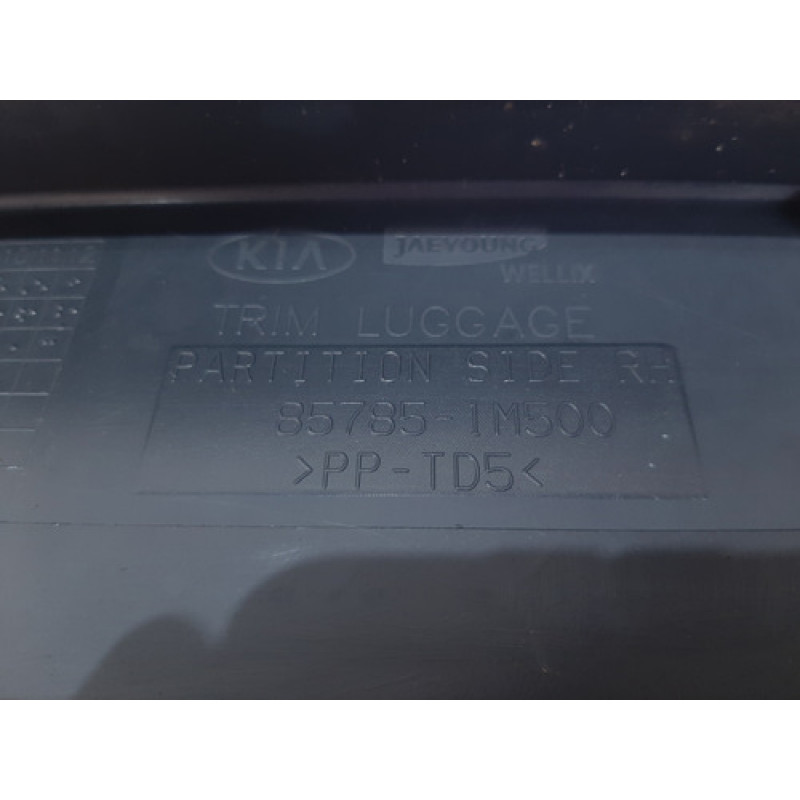 KIA JAEYOUNG
WELLIX
TRIM LUGGAGE
PARTITION SIDE RH
85785-1M500
>PP-TD5<